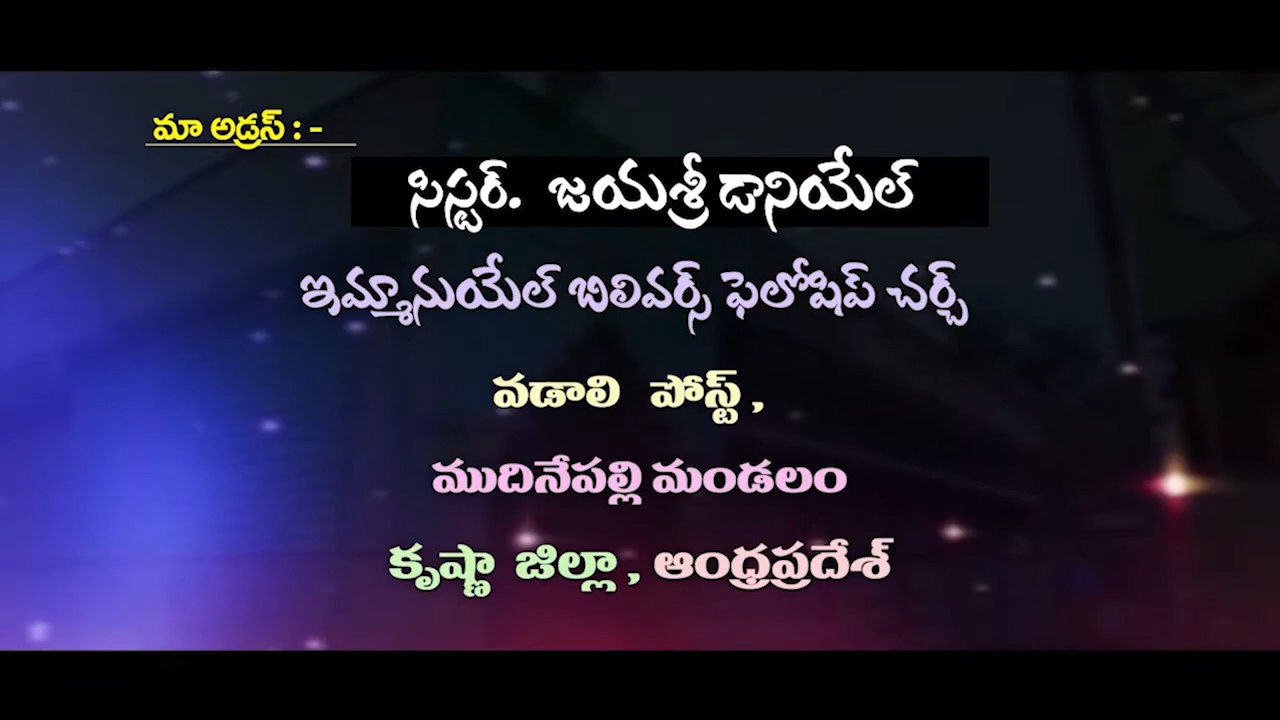 మా అడ్రస్ : -
సిస్టర్. జయశ్రీ డానియేల్
ఇమ్మానుయేల్ బిలివర్స్ ఫెలోషిప్ చర్చ్
వడాలి పోస్ట్ ,
ముదినేపల్లి మండలం
కృష్ణా జిల్లా , ఆంధ్రప్రదేశ్